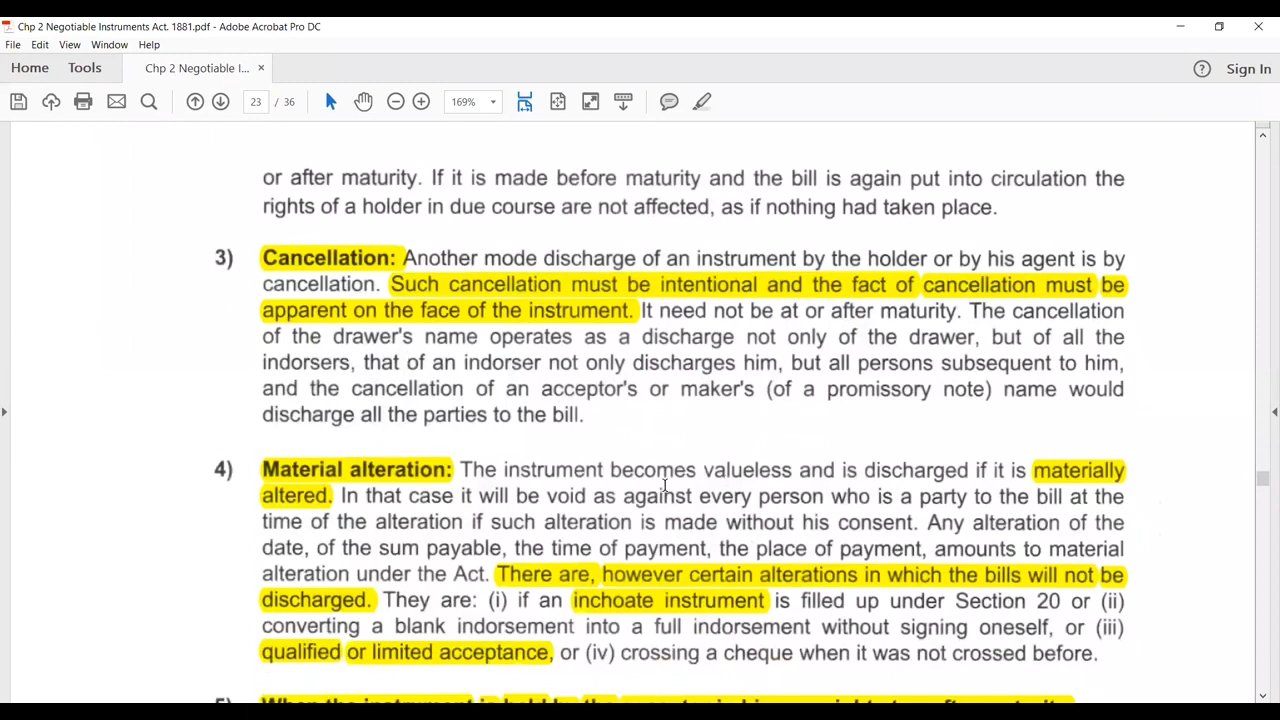 Chp 2 Negotiable Instruments Act. 1881.pdf - Adobe Acrobat Pro DC
File Edit View Window Help
Home Tools Chp 2 Negotiable I... × Sign In
23 / 36 169%
or after maturity. If it is made before maturity and the bill is again put into circulation the
rights of a holder in due course are not affected, as if nothing had taken place.
3) Cancellation: Another mode discharge of an instrument by the holder or by his agent is by
cancellation. Such cancellation must be intentional and the fact of cancellation must be
apparent on the face of the instrument. It need not be at or after maturity. The cancellation
of the drawer's name operates as a discharge not only of the drawer, but of all the
indorsers, that of an indorser not only discharges him, but all persons subsequent to him,
and the cancellation of an acceptor's or maker's (of a promissory note) name would
discharge all the parties to the bill.
4) Material alteration: The instrument becomes valueless and is discharged if it is materially
altered. In that case it will be void as against every person who is a party to the bill at the
time of the alteration if such alteration is made without his consent. Any alteration of the
date, of the sum payable, the time of payment, the place of payment, amounts to material
alteration under the Act. There are, however certain alterations in which the bills will not be
discharged. They are: (i) if an inchoate instrument is filled up under Section 20 or (ii)
converting a blank indorsement into a full indorsement without signing oneself, or (iii)
qualified or limited acceptance, or (iv) crossing a cheque when it was not crossed before.
5) When the instrument is held by the